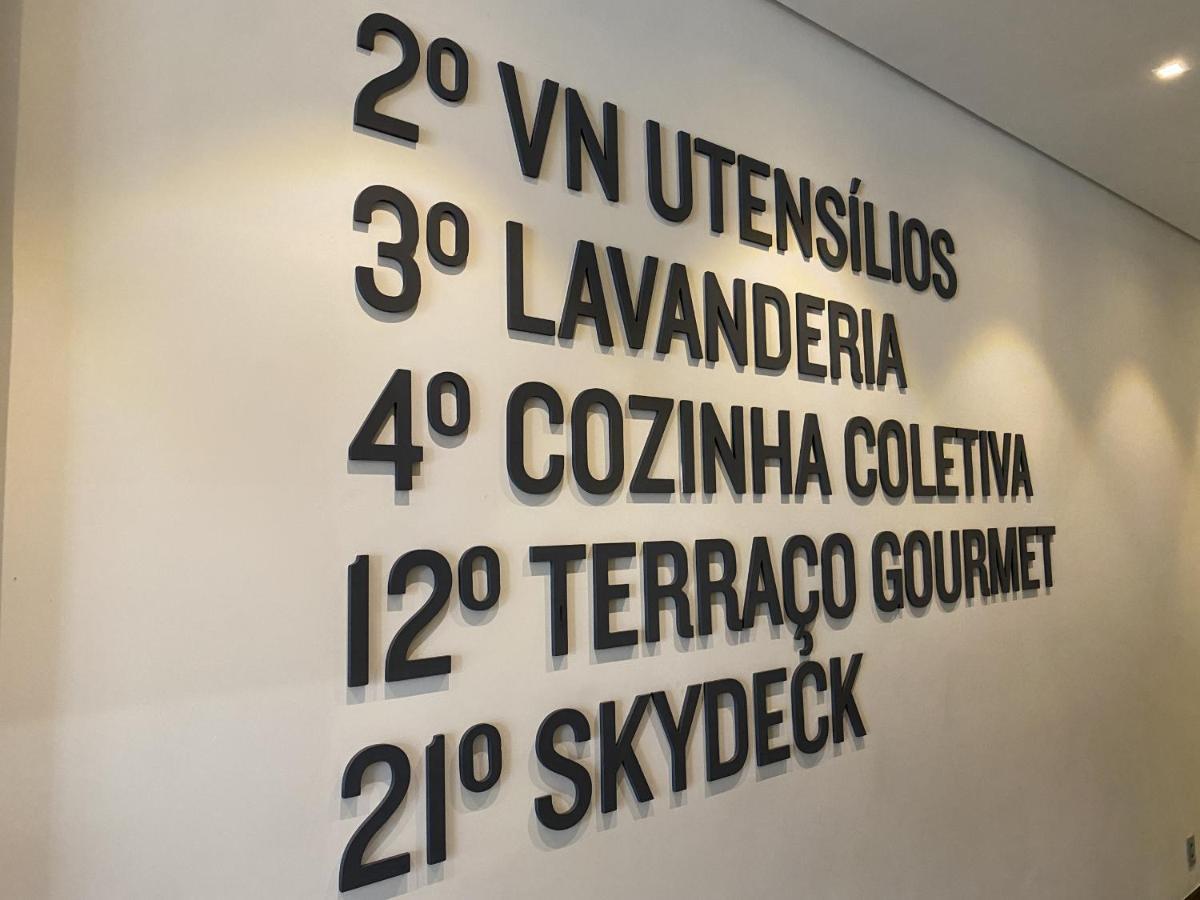 2º VN UTENSÍLIOS
3º LAVANDERIA
4º COZINHA COLETIVA
12º TERRAÇO GOURMET
21º SKYDECK